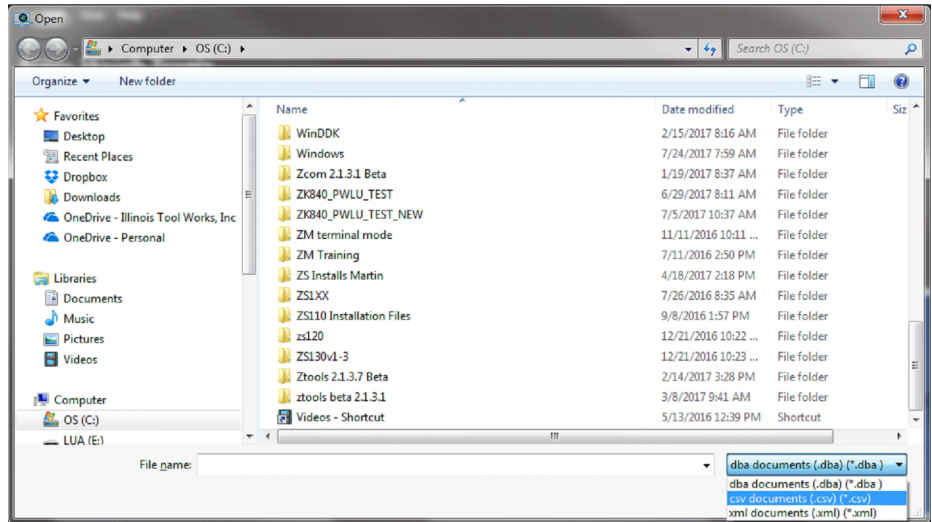 Open
Computer OS (C:)
Search OS (C:)
Organize New folder
Name Date modified Type Siz
Favorites
Desktop
Recent Places
Dropbox
Downloads
OneDrive - Illinois Tool Works, Inc
OneDrive - Personal
Libraries
Documents
Music
Pictures
Videos
Computer
OS (C:)
LUA (E:)
WinDDK 2/15/2017 8:16 AM File folder
Windows 7/24/2017 7:59 AM File folder
Zcom 2.1.3.1 Beta 1/19/2017 8:37 AM File folder
ZK840_PWLU_TEST 6/29/2017 8:11 AM File folder
ZK840_PWLU_TEST_NEW 7/5/2017 10:37 AM File folder
ZM terminal mode 11/11/2016 10:11 ... File folder
ZM Training 7/11/2016 2:50 PM File folder
ZS Installs Martin 4/18/2017 2:18 PM File folder
ZS1XX 7/26/2016 8:35 AM File folder
ZS110 Installation Files 9/8/2016 1:57 PM File folder
zs120 12/21/2016 10:22 ... File folder
ZS130v1-3 12/21/2016 10:23 ... File folder
Ztools 2.1.3.7 Beta 2/14/2017 3:28 PM File folder
ztools beta 2.1.3.1 3/8/2017 9:41 AM File folder
Videos - Shortcut 5/13/2016 12:39 PM Shortcut
File name:
dba documents (.dba) (*.dba )
dba documents (.dba) (*.dba )
csv documents (.csv) (*.csv)
xml documents (.xml) (*.xml)